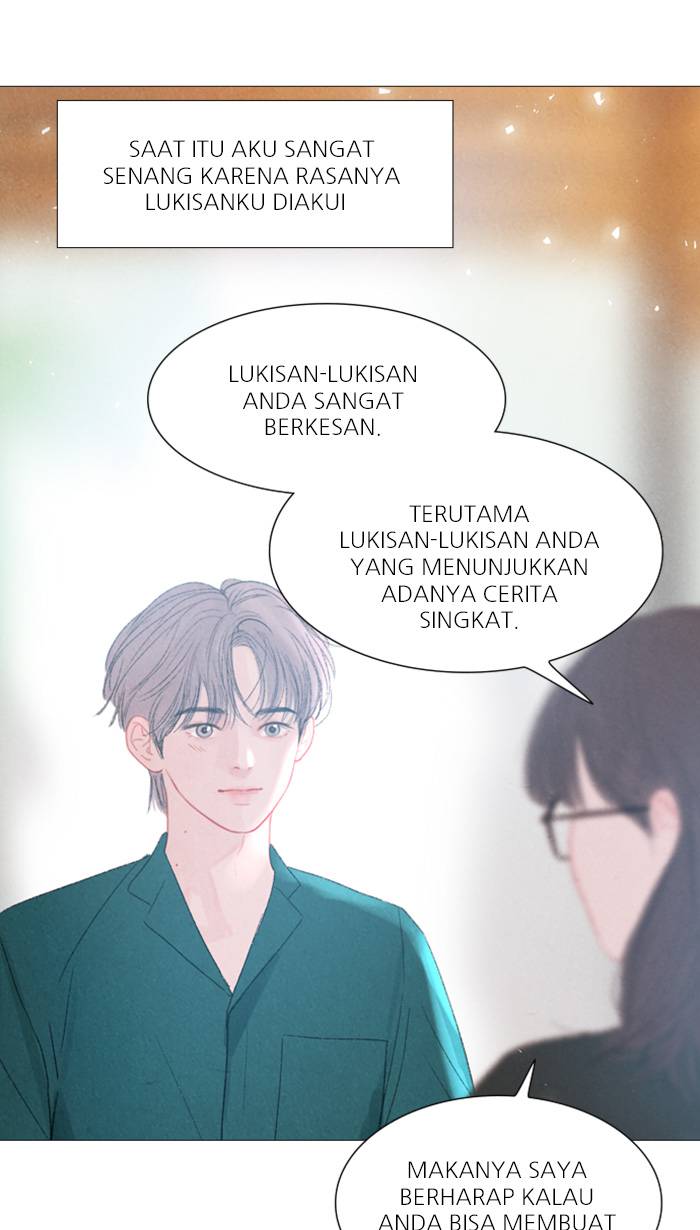 SAAT ITU AKU SANGAT
SENANG KARENA RASANYA
LUKISANKU DIAKUI
LUKISAN-LUKISAN
ANDA SANGAT
BERKESAN.
TERUTAMA
LUKISAN-LUKISAN ANDA
YANG MENUNJUKKAN
ADANYA CERITA
SINGKAT.
MAKANYA SAYA
BERHARAP KALAU
ANDA BISA MEMBUAT